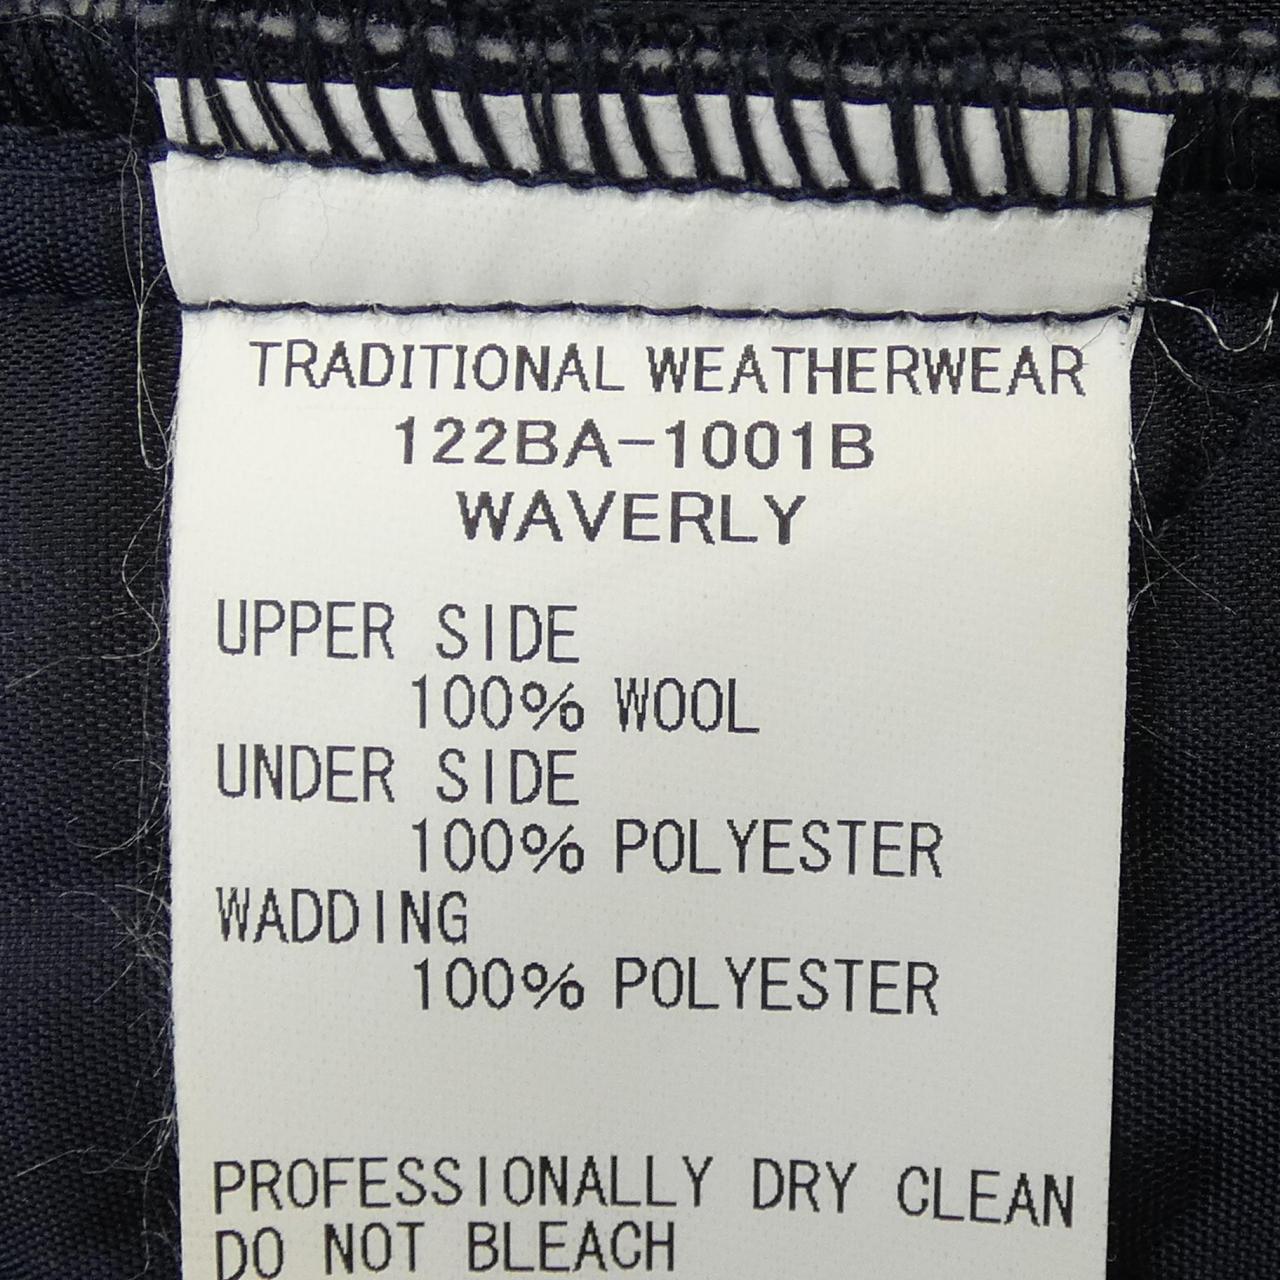 TRADITIONAL WEATHERWEAR
122BA-1001B
WAVERLY
UPPER SIDE
100% WOOL
UNDER SIDE
100% POLYESTER
WADDING
100% POLYESTER
PROFESSIONALLY DRY CLEAN
DO NOT BLEACH